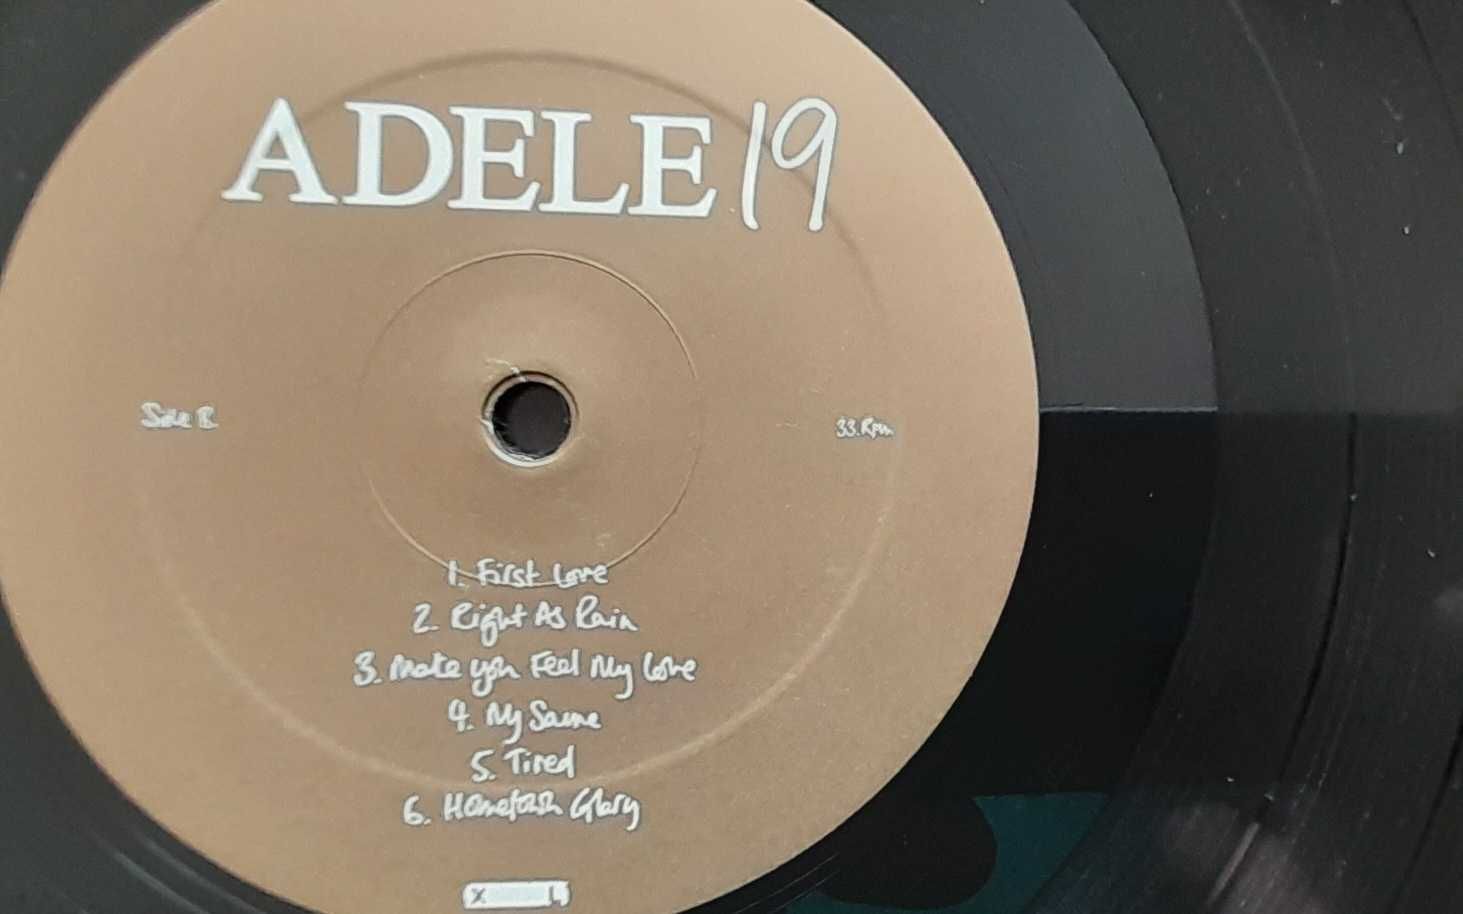 ADELE 19
Side B
33.Rpm
1. First Love
2. Right As Rain
3. Make you Feel My Love
4. My Same
5. Tired
6. Hometown Glory
X L